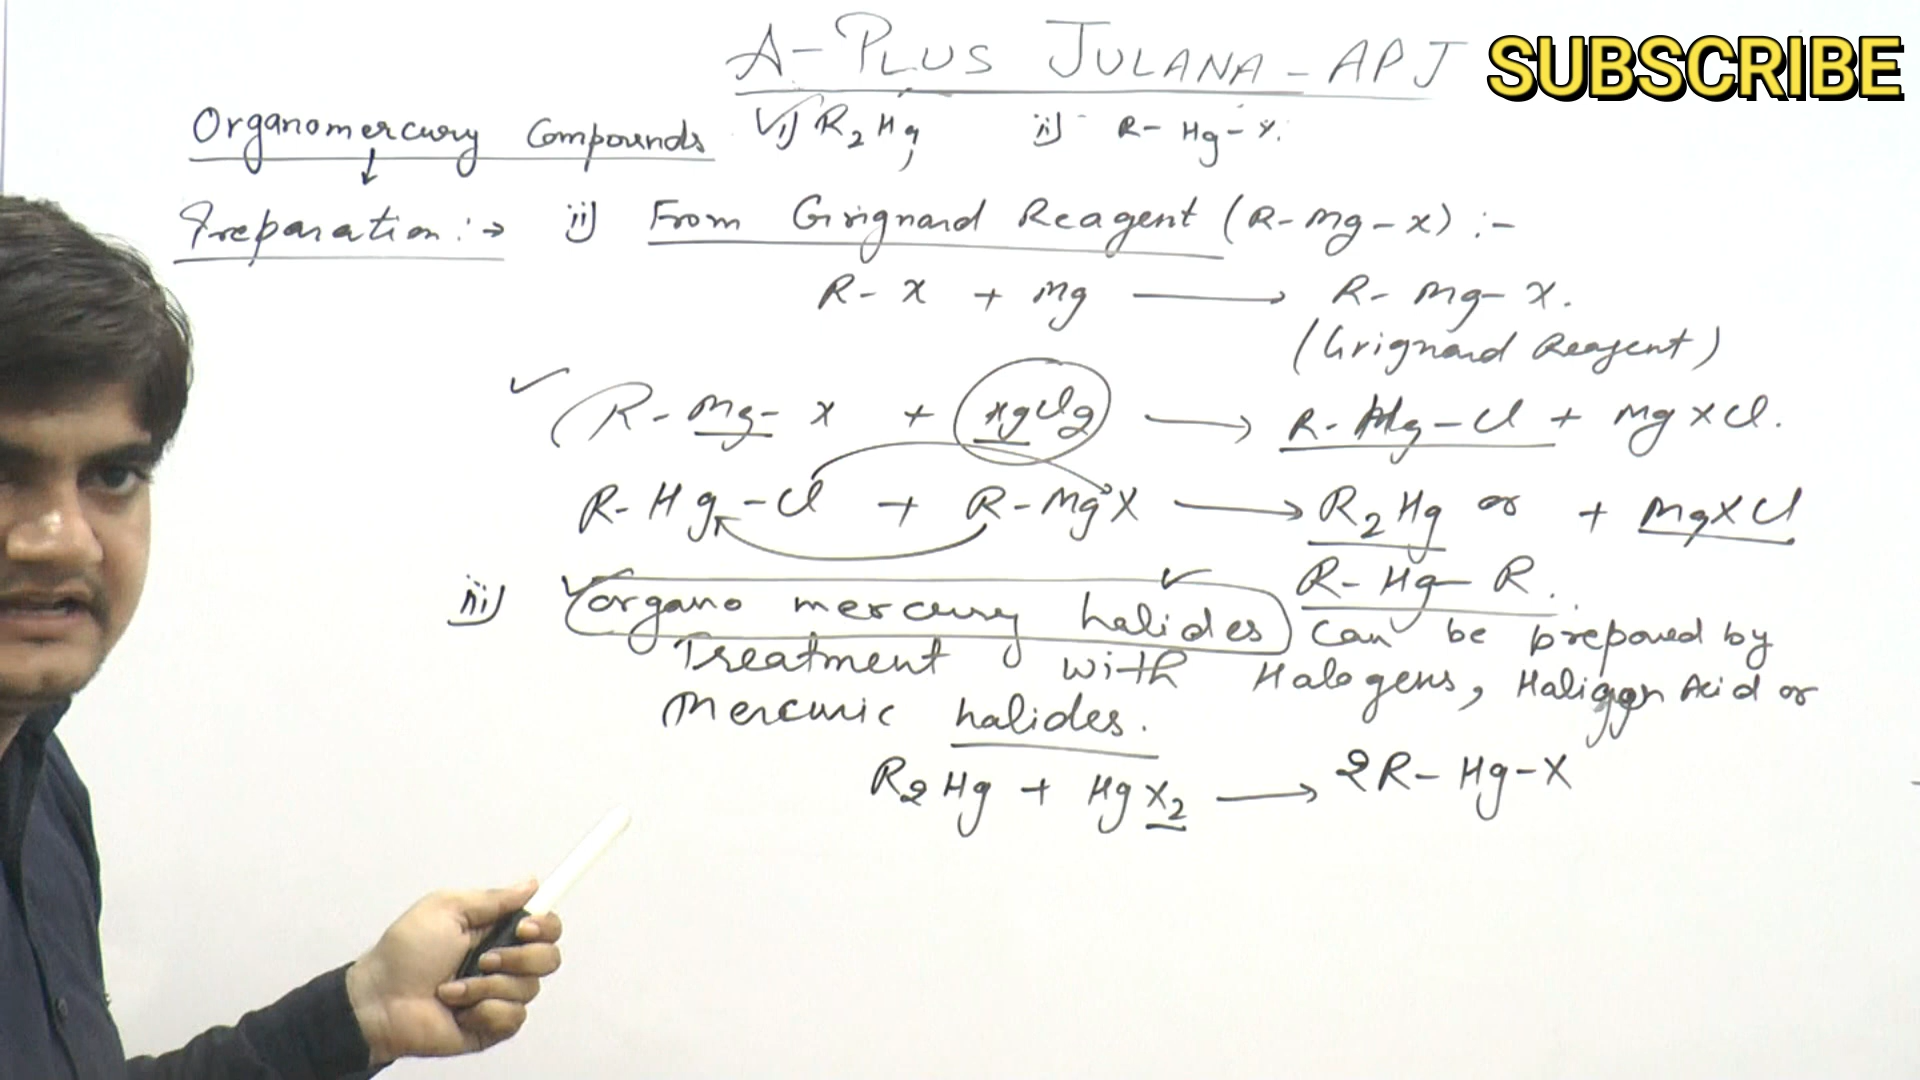 A-PLUS JULANA-APJ
SUBSCRIBE
Organomercury Compounds i) R2Hg, ii) R-Hg-X.
Preparation:→ ii) From Grignard Reagent (R-Mg-X) :-
R-X + Mg ⟶ R-Mg-X.
(Grignard Reagent)
R-Mg-X + HgCl2 ⟶ R-Hg-Cl + MgXCl.
R-Hg-Cl + R-MgX ⟶ R2Hg or + MgXCl
R-Hg-R.
iii) organo mercury halides can be prepared by
Treatment with Halogens, Acid or
Mercuric halides.
R2Hg + HgX2 ⟶ 2R-Hg-X